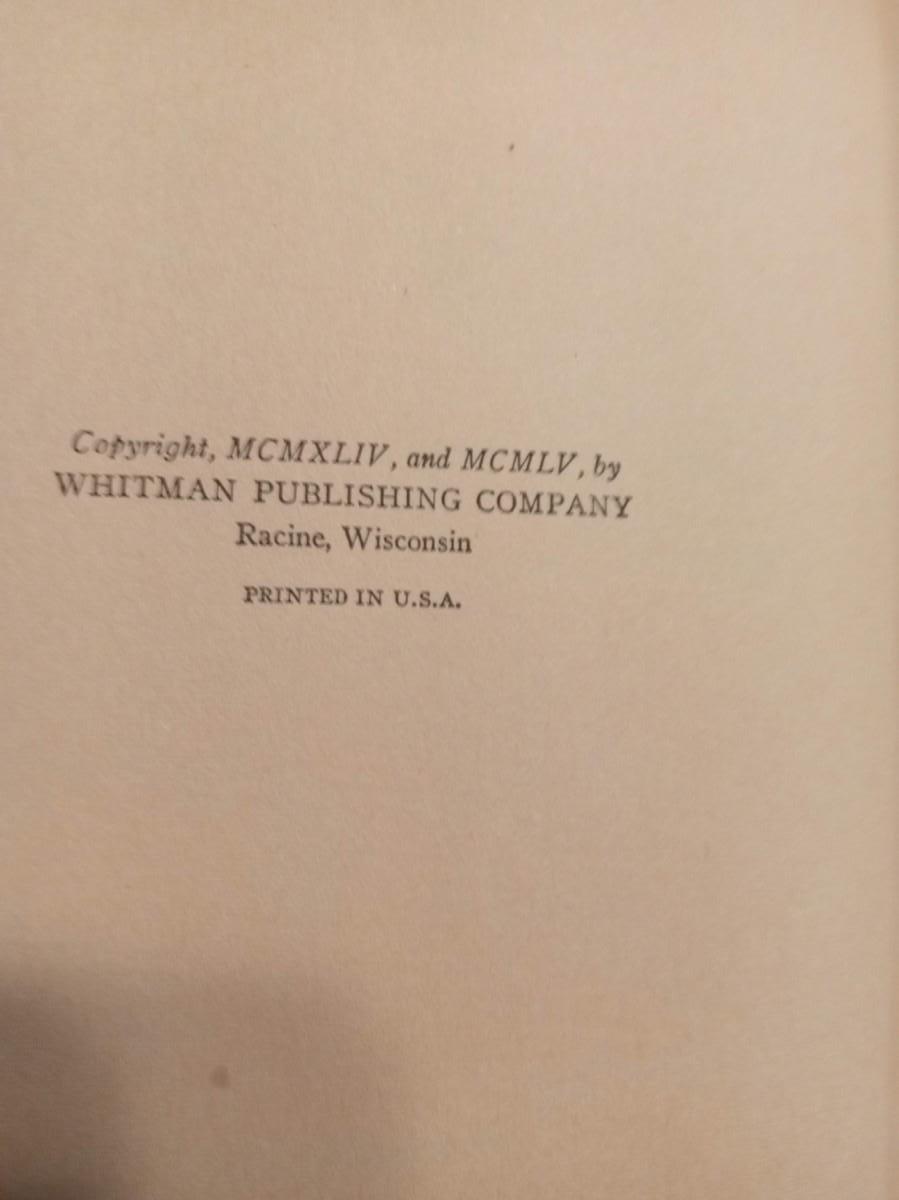 Copyright, MCMXLIV, and MCMLV, by
WHITMAN PUBLISHING COMPANY
Racine, Wisconsin
PRINTED IN U.S.A.